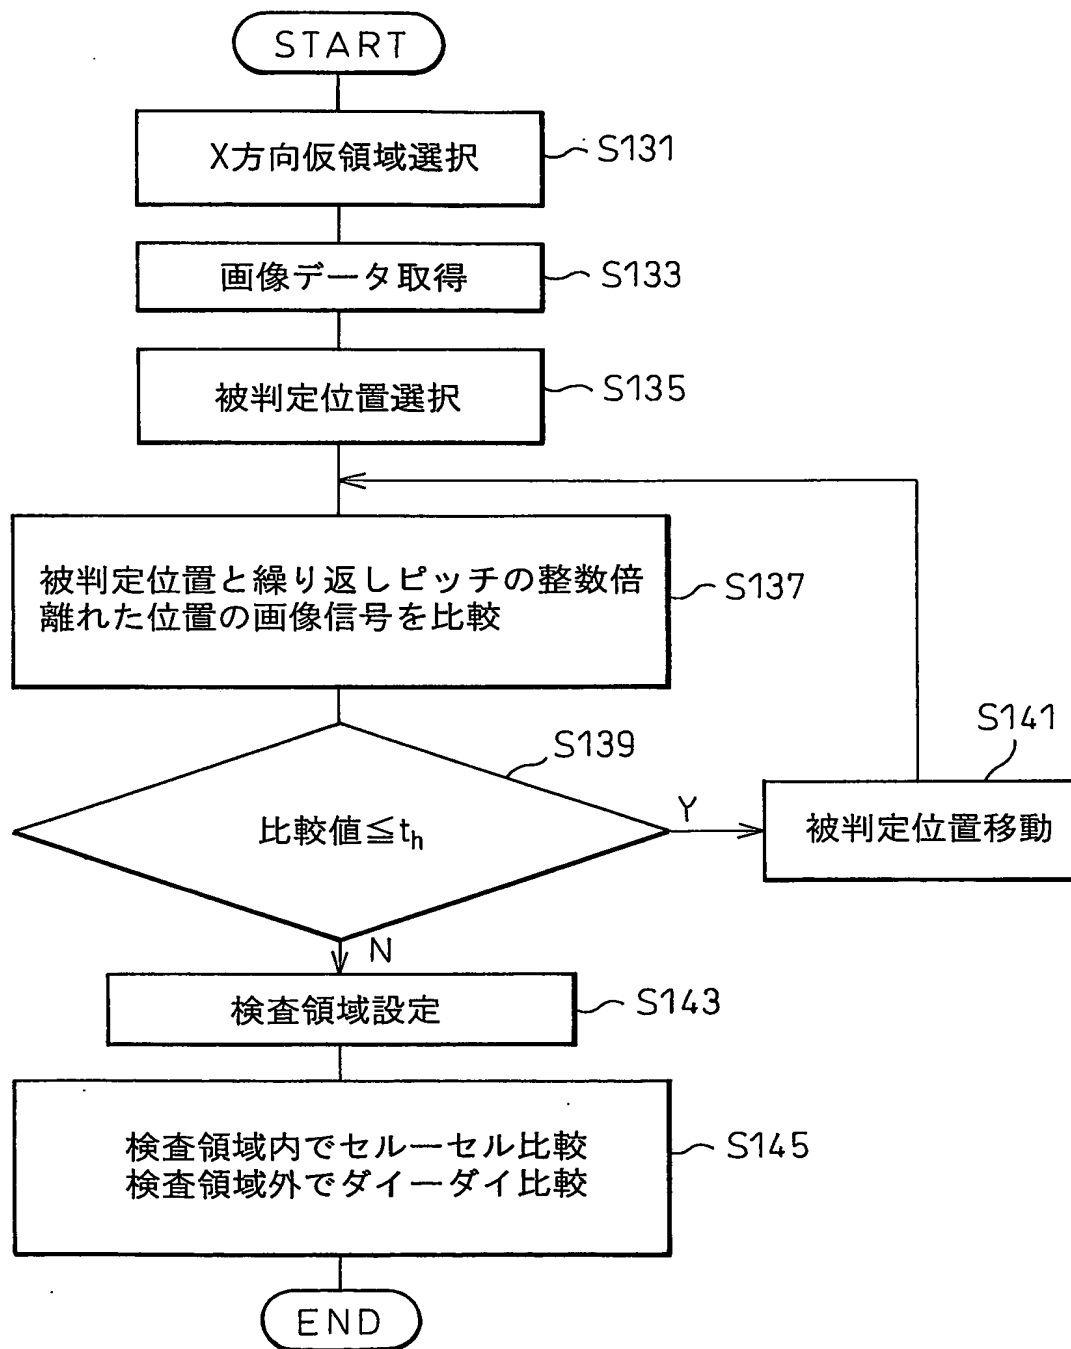 START
X方向仮領域選択
S131
画像データ取得
S133
被判定位置選択
S135
被判定位置と繰り返しピッチの整数倍
離れた位置の画像信号を比較
S137
S139
比較値≦th
Y
S141
被判定位置移動
N
検査領域設定
S143
検査領域内でセルーセル比較
検査領域外でダイーダイ比較
S145
END